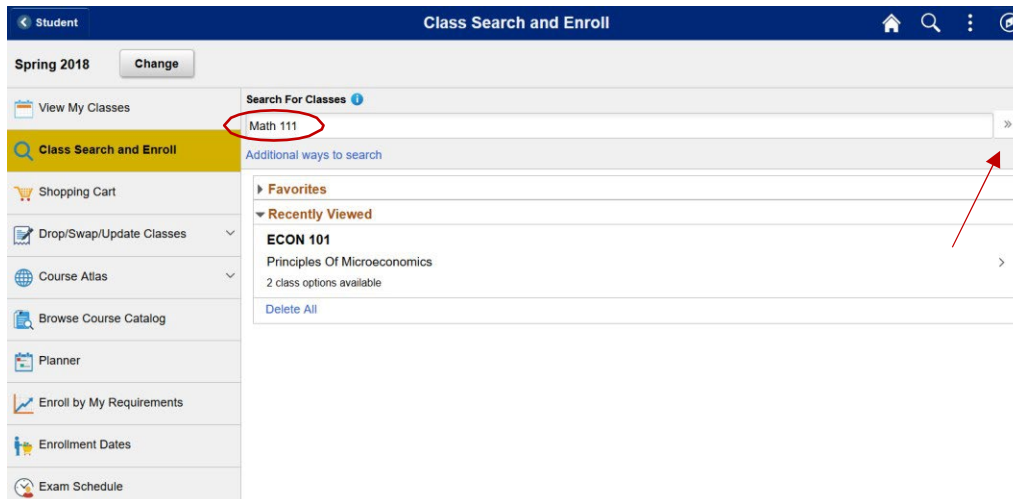 Student
Class Search and Enroll
Spring 2018
Change
View My Classes
Class Search and Enroll
Shopping Cart
Drop/Swap/Update Classes
Course Atlas
Browse Course Catalog
Planner
Enroll by My Requirements
Enrollment Dates
Exam Schedule
Search For Classes
Math 111
»
Additional ways to search
Favorites
Recently Viewed
ECON 101
Principles Of Microeconomics
2 class options available
Delete All